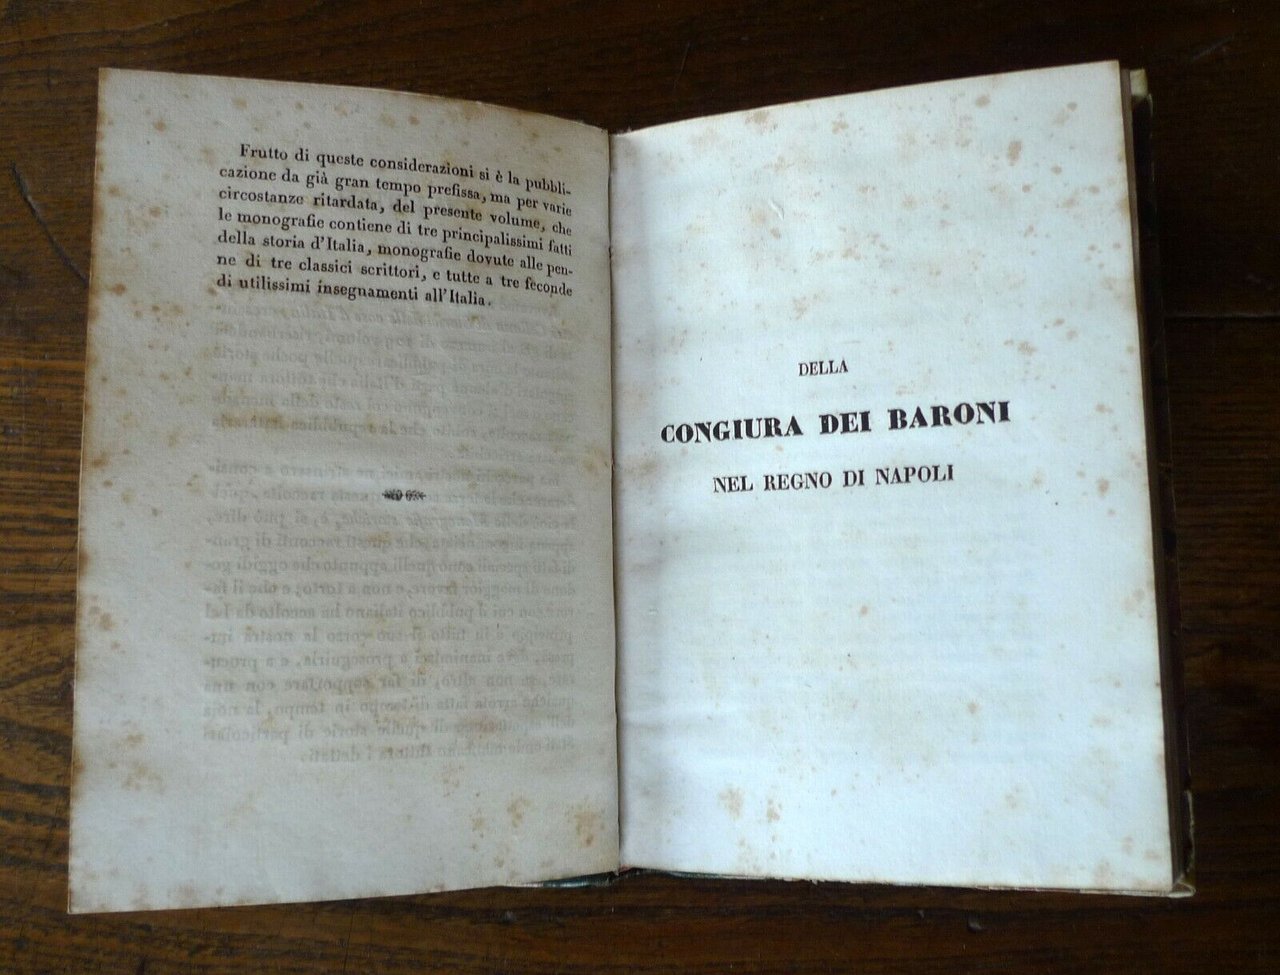 Frutto di queste considerazioni si è la pubbli-
cazione da già gran tempo prefissa, ma per varie
circostanze ritardata, del presente volume, che
le monografie contiene di tre principalissimi fatti
della storia d'Italia, monografie dovute alle pen-
ne di tre classici scrittori, e tutte a tre feconde
di utilissimi insegnamenti all'Italia.
DELLA
CONGIURA DEI BARONI
NEL REGNO DI NAPOLI